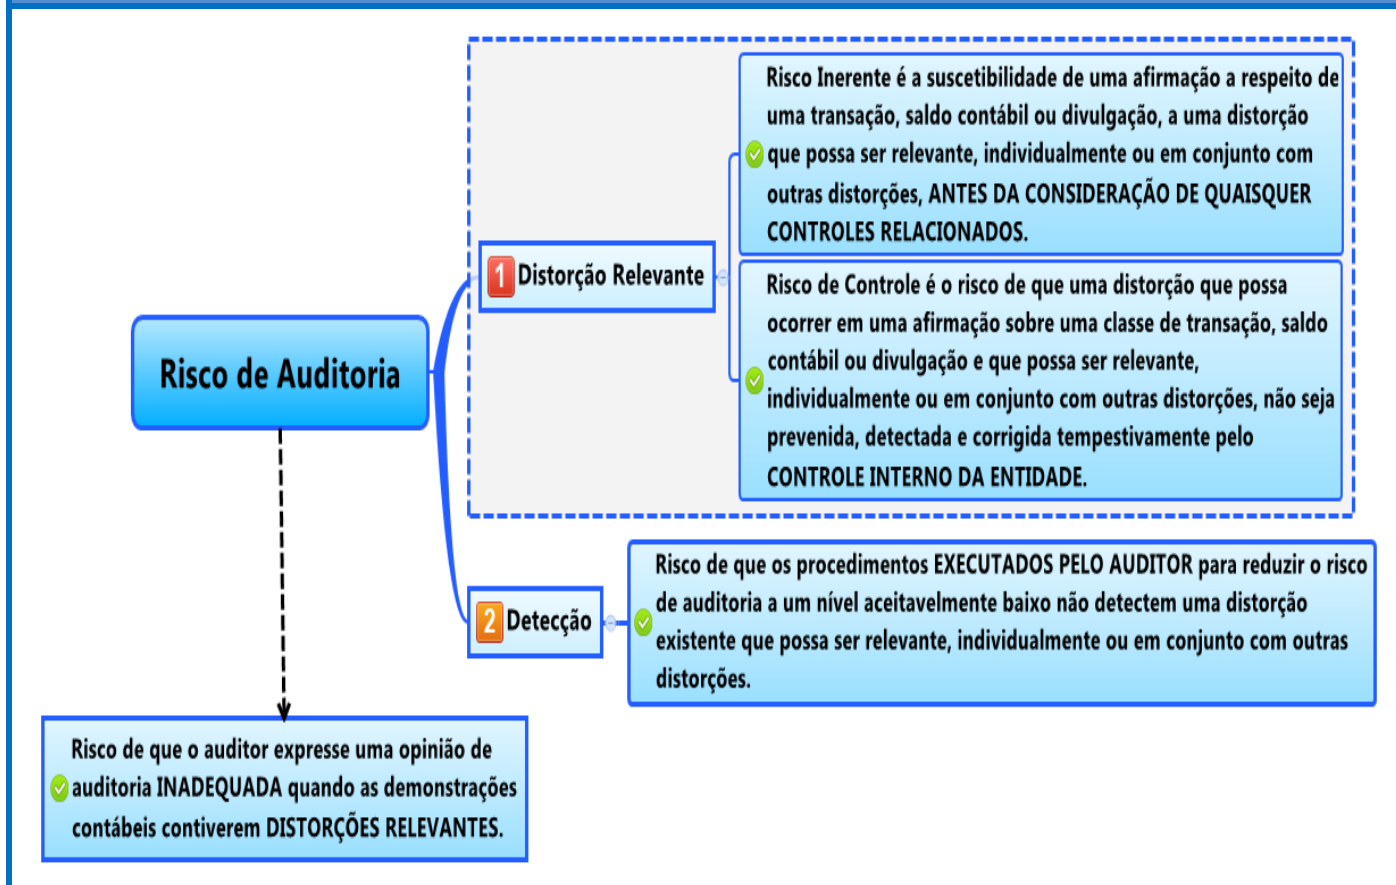 Risco Inerente é a suscetibilidade de uma afirmação a respeito de
uma transação, saldo contábil ou divulgação, a uma distorção
que possa ser relevante, individualmente ou em conjunto com
outras distorções, ANTES DA CONSIDERAÇÃO DE QUAISQUER
CONTROLES RELACIONADOS.
1 Distorção Relevante
Risco de Controle é o risco de que uma distorção que possa
ocorrer em uma afirmação sobre uma classe de transação, saldo
contábil ou divulgação e que possa ser relevante,
individualmente ou em conjunto com outras distorções, não seja
prevenida, detectada e corrigida tempestivamente pelo
CONTROLE INTERNO DA ENTIDADE.
Risco de Auditoria
2 Detecção
Risco de que os procedimentos EXECUTADOS PELO AUDITOR para reduzir o risco
de auditoria a um nível aceitavelmente baixo não detectem uma distorção
existente que possa ser relevante, individualmente ou em conjunto com outras
distorções.
Risco de que o auditor expresse uma opinião de
auditoria INADEQUADA quando as demonstrações
contábeis contiverem DISTORÇÕES RELEVANTES.